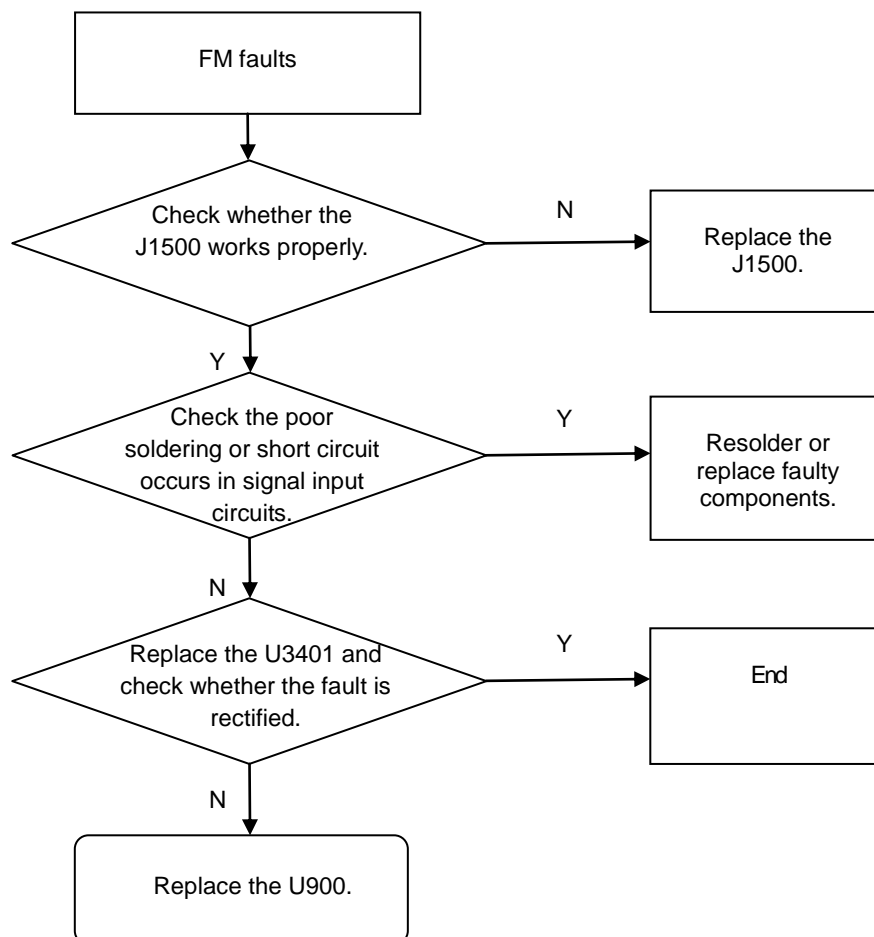 FM faults
Check whether the
J1500 works properly.
N
Replace the
J1500.
Y
Check the poor
soldering or short circuit
occurs in signal input
circuits.
Y
Resolder or
replace faulty
components.
N
Replace the U3401 and
check whether the fault is
rectified.
Y
End
N
Replace the U900.